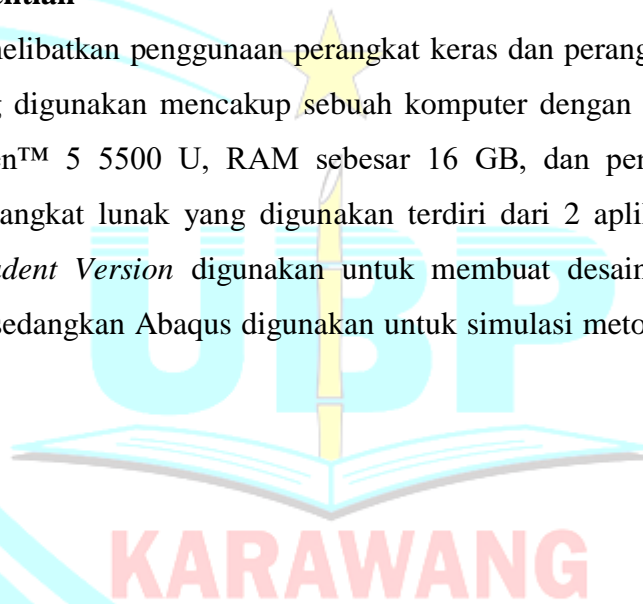 nelibatkan penggunaan perangkat keras dan perang
digunakan mencakup sebuah komputer dengan
en™ 5 5500 U, RAM sebesar 16 GB, dan per
angkat lunak yang digunakan terdiri dari 2 aplik
dent Version digunakan untuk membuat desain
sedangkan Abaqus digunakan untuk simulasi meto
UBP
KARAWANG